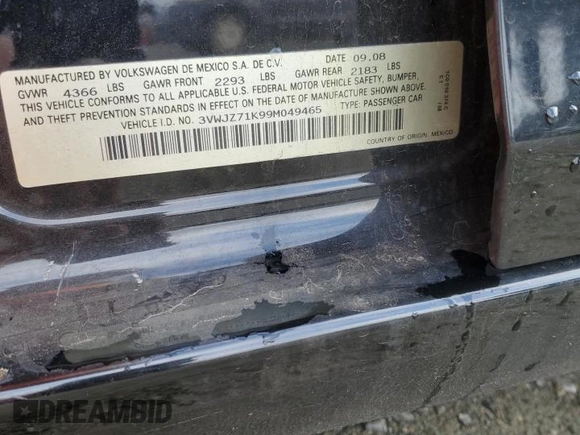 MANUFACTURED BY VOLKSWAGEN DE MEXICO S.A. DE C.V. DATE 09.08
GVWR 4366 LBS GAWR FRONT 2293 LBS GAWR REAR 2183 LBS
THIS VEHICLE CONFORMS TO ALL APPLICABLE FEDERAL MOTOR VEHICLE SAFETY, BUMPER,
AND THEFT PREVENTION STANDARDS IN EFFECT ON THE DATE OF MANUFACTURE SHOWN ABOVE.
VEHICLE I.D. NO. 3VWJZ71K99M049465 TYPE: PASSENGER CAR
COUNTRY OF ORIGIN, MEXICO
DREAMBID